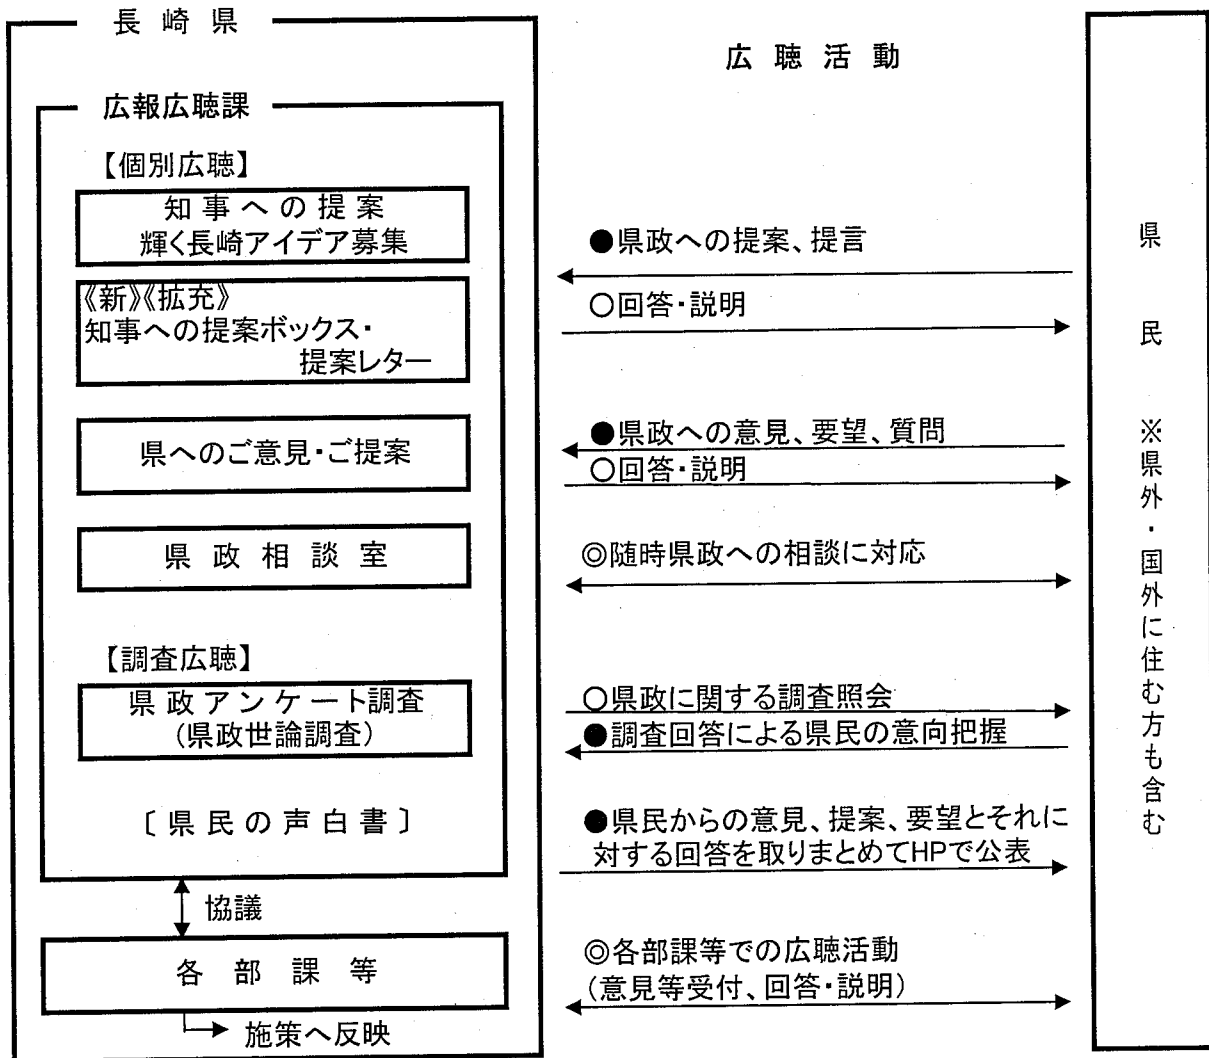 長崎県
広聴活動
広報広聴課
【個別広聴】
知事への提案
輝く長崎アイデア募集
《新》《拡充》
知事への提案ボックス・
提案レター
県へのご意見・ご提案
県政相談室
【調査広聴】
県政アンケート調査
(県政世論調査)
〔県民の声白書〕
協議
各部課等
施策へ反映
●県政への提案、提言
○回答・説明
●県政への意見、要望、質問
○回答・説明
◎随時県政への相談に対応
○県政に関する調査照会
●調査回答による県民の意向把握
●県民からの意見、提案、要望とそれに
対する回答を取りまとめてHPで公表
◎各部課等での広聴活動
(意見等受付、回答・説明)
県民 ※県外・国外に住む方も含む